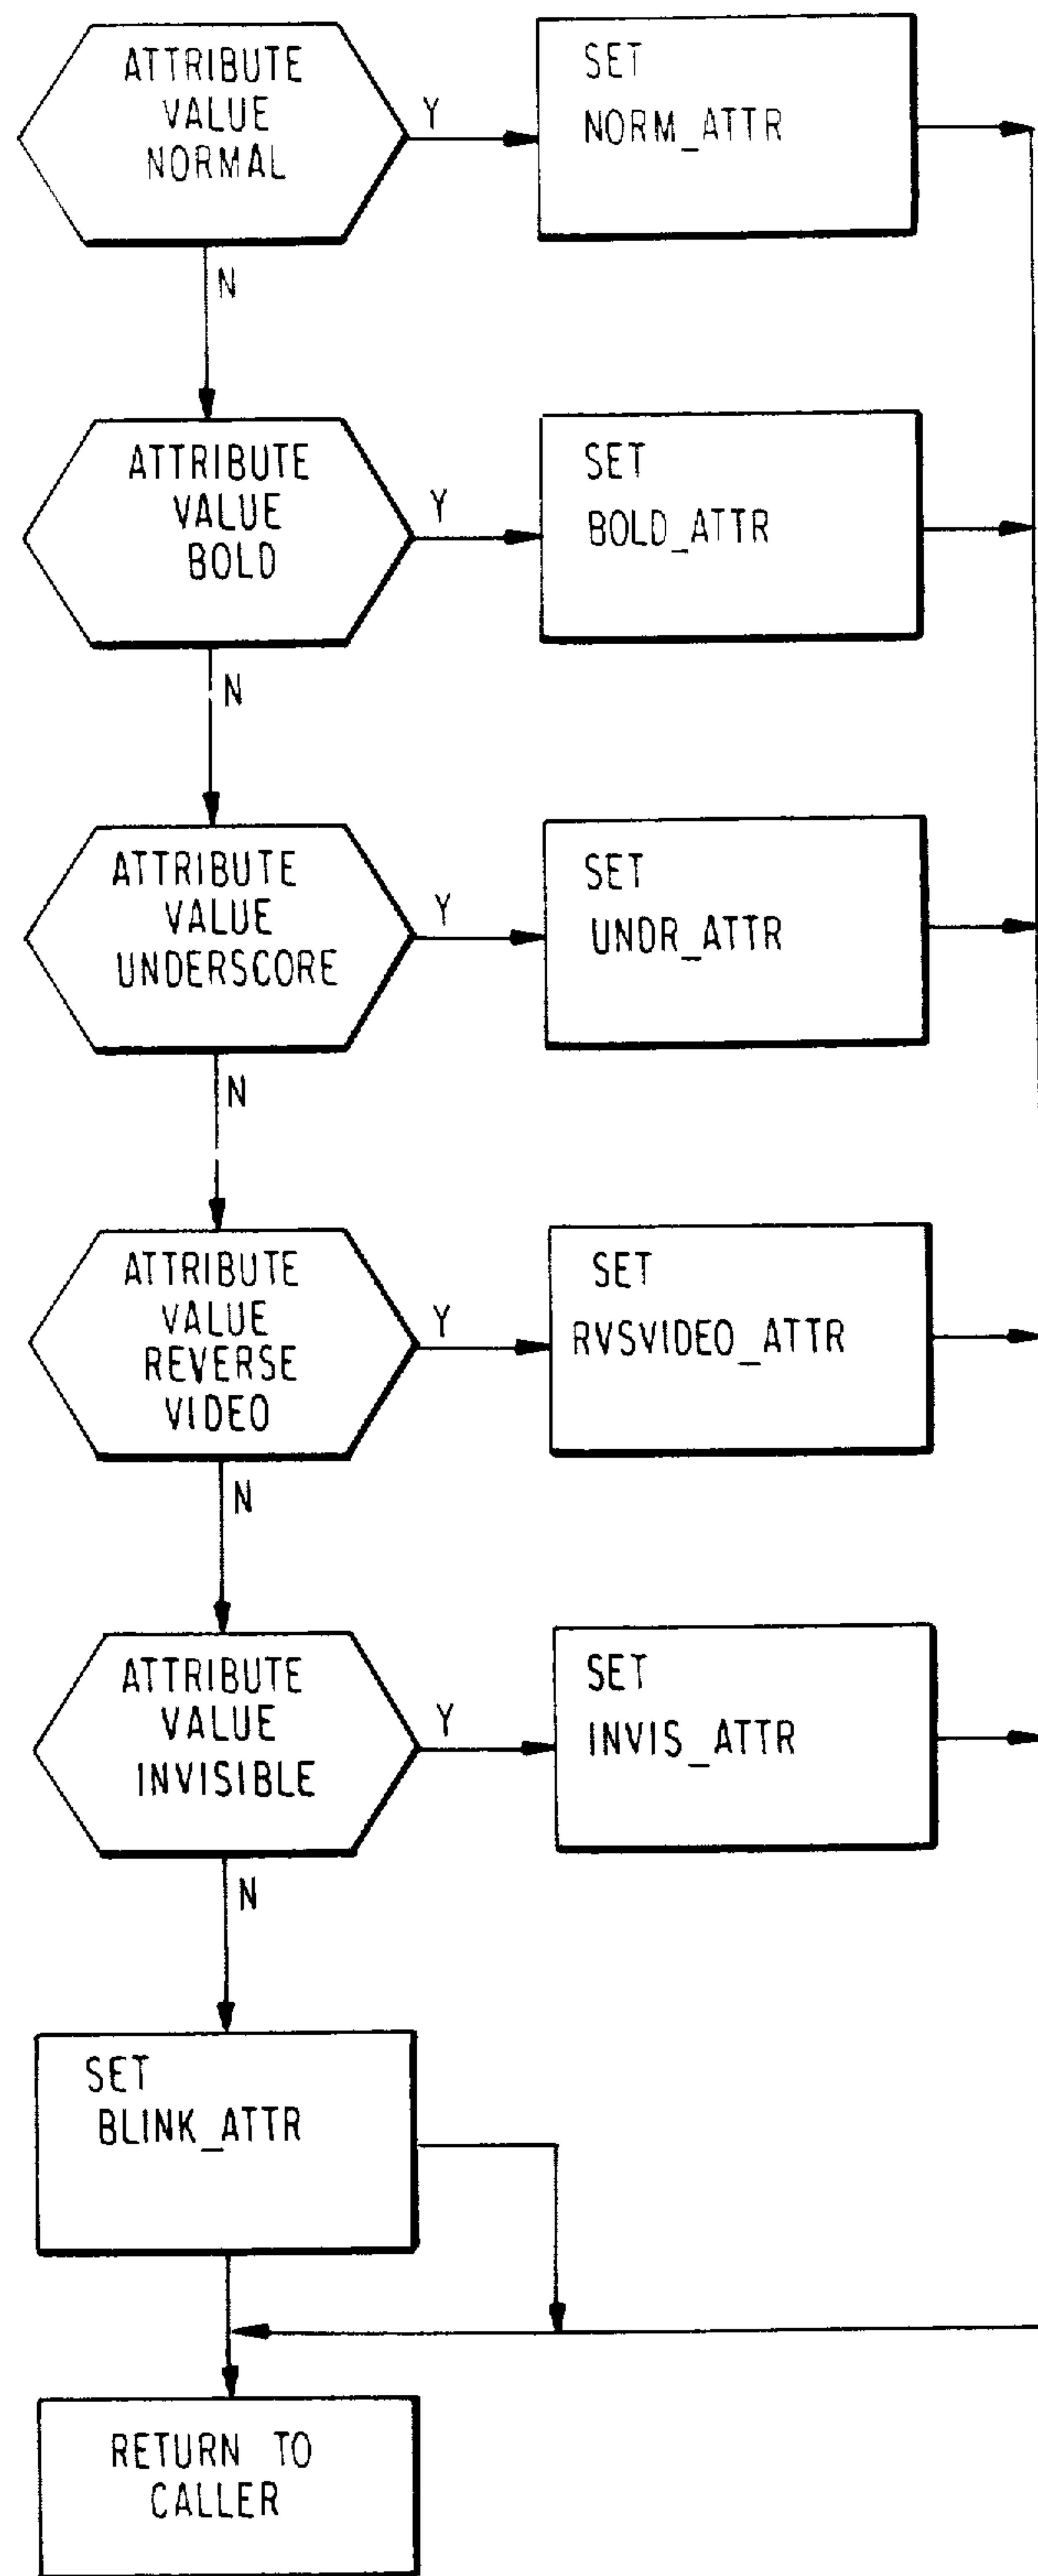 ATTRIBUTE
VALUE
NORMAL
Y
SET
NORM_ATTR
N
ATTRIBUTE
VALUE
BOLD
Y
SET
BOLD_ATTR
N
ATTRIBUTE
VALUE
UNDERSCORE
Y
SET
UNDR_ATTR
N
ATTRIBUTE
VALUE
REVERSE
VIDEO
Y
SET
RVSVIDEO_ATTR
N
ATTRIBUTE
VALUE
INVISIBLE
Y
SET
INVIS_ATTR
N
SET
BLINK_ATTR
RETURN TO
CALLER